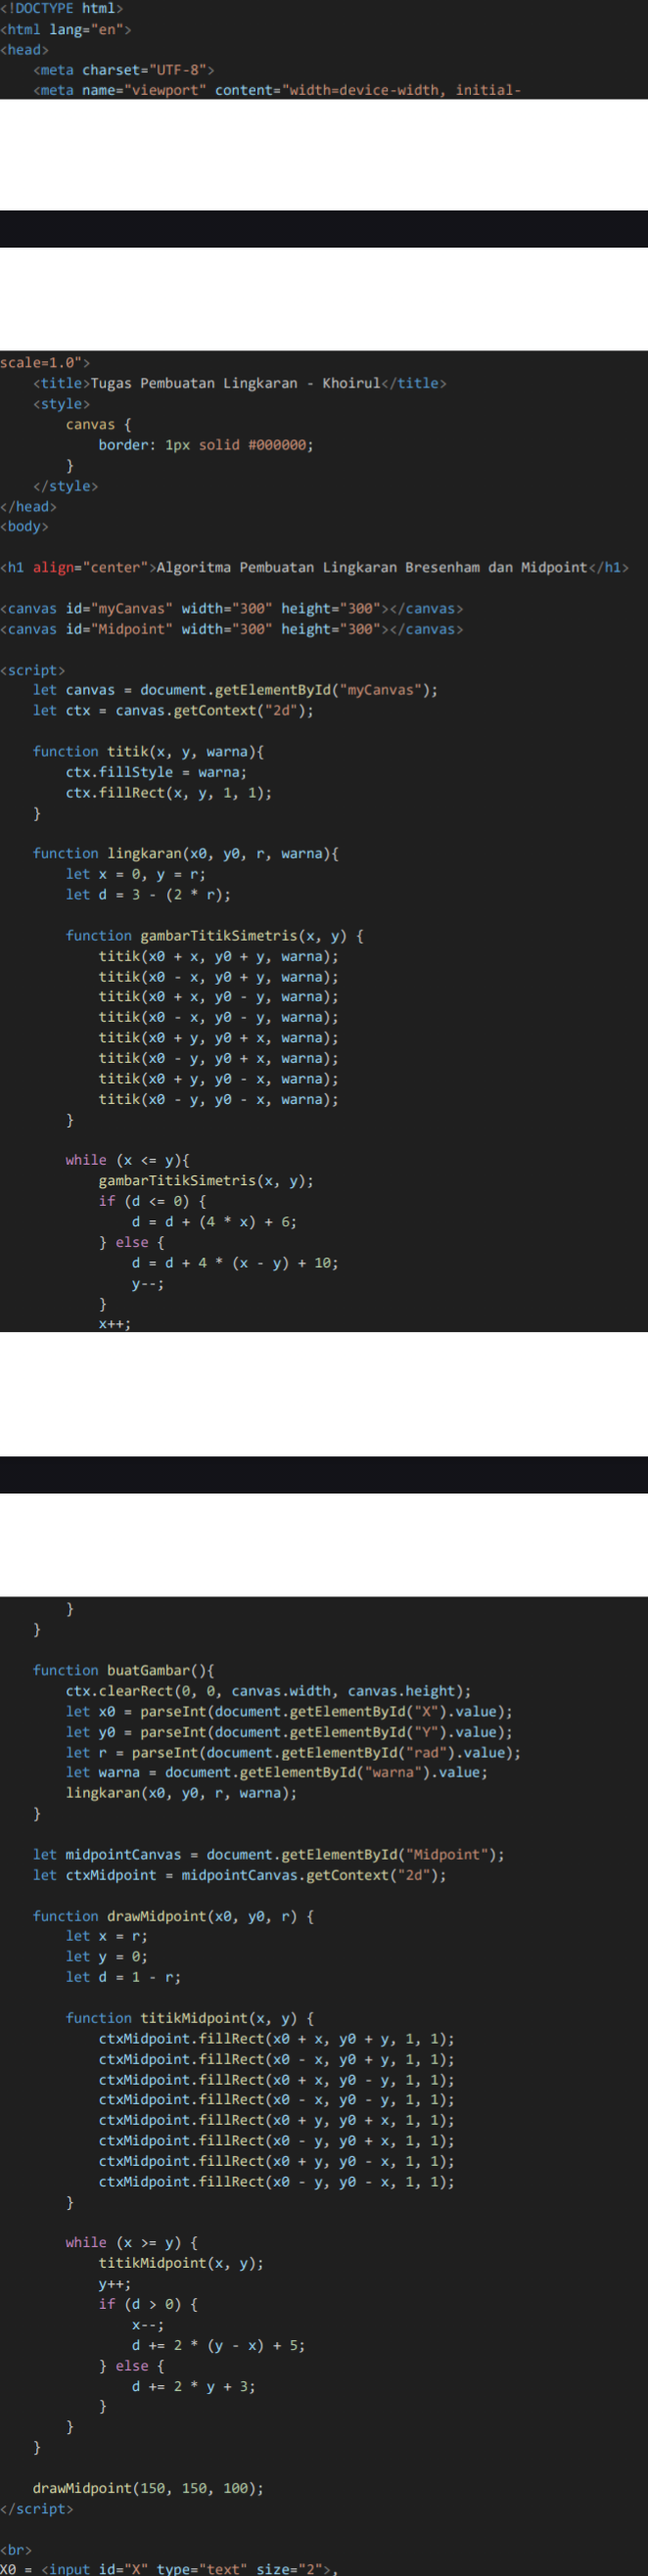 <!DOCTYPE html>
<html lang="en">
<head>
    <meta charset="UTF-8">
    <meta name="viewport" content="width=device-width, initial-
scale=1.0">
    <title>Tugas Pembuatan Lingkaran - Khoirul</title>
    <style>
        canvas {
            border: 1px solid #000000;
        }
    </style>
</head>
<body>
<h1 align="center">Algoritma Pembuatan Lingkaran Bresenham dan Midpoint</h1>
<canvas id="myCanvas" width="300" height="300"></canvas>
<canvas id="Midpoint" width="300" height="300"></canvas>
<script>
    let canvas = document.getElementById("myCanvas");
    let ctx = canvas.getContext("2d");
    function titik(x, y, warna){
        ctx.fillStyle = warna;
        ctx.fillRect(x, y, 1, 1);
    }
    function lingkaran(x0, y0, r, warna){
        let x = 0, y = r;
        let d = 3 - (2 * r);
        function gambarTitikSimetris(x, y) {
            titik(x0 + x, y0 + y, warna);
            titik(x0 - x, y0 + y, warna);
            titik(x0 + x, y0 - y, warna);
            titik(x0 - x, y0 - y, warna);
            titik(x0 + y, y0 + x, warna);
            titik(x0 - y, y0 + x, warna);
            titik(x0 + y, y0 - x, warna);
            titik(x0 - y, y0 - x, warna);
        }
        while (x <= y){
            gambarTitikSimetris(x, y);
            if (d <= 0) {
                d = d + (4 * x) + 6;
            } else {
                d = d + 4 * (x - y) + 10;
                y--;
            }
            x++;
        }
    }
    function buatGambar(){
        ctx.clearRect(0, 0, canvas.width, canvas.height);
        let x0 = parseInt(document.getElementById("X").value);
        let y0 = parseInt(document.getElementById("Y").value);
        let r = parseInt(document.getElementById("rad").value);
        let warna = document.getElementById("warna").value;
        lingkaran(x0, y0, r, warna);
    }
    let midpointCanvas = document.getElementById("Midpoint");
    let ctxMidpoint = midpointCanvas.getContext("2d");
    function drawMidpoint(x0, y0, r) {
        let x = r;
        let y = 0;
        let d = 1 - r;
        function titikMidpoint(x, y) {
            ctxMidpoint.fillRect(x0 + x, y0 + y, 1, 1);
            ctxMidpoint.fillRect(x0 - x, y0 + y, 1, 1);
            ctxMidpoint.fillRect(x0 + x, y0 - y, 1, 1);
            ctxMidpoint.fillRect(x0 - x, y0 - y, 1, 1);
            ctxMidpoint.fillRect(x0 + y, y0 + x, 1, 1);
            ctxMidpoint.fillRect(x0 - y, y0 + x, 1, 1);
            ctxMidpoint.fillRect(x0 + y, y0 - x, 1, 1);
            ctxMidpoint.fillRect(x0 - y, y0 - x, 1, 1);
        }
        while (x >= y) {
            titikMidpoint(x, y);
            y++;
            if (d > 0) {
                x--;
                d += 2 * (y - x) + 5;
            } else {
                d += 2 * y + 3;
            }
        }
    }
    drawMidpoint(150, 150, 100);
</script>
<br>
X0 = <input id="X" type="text" size="2">,